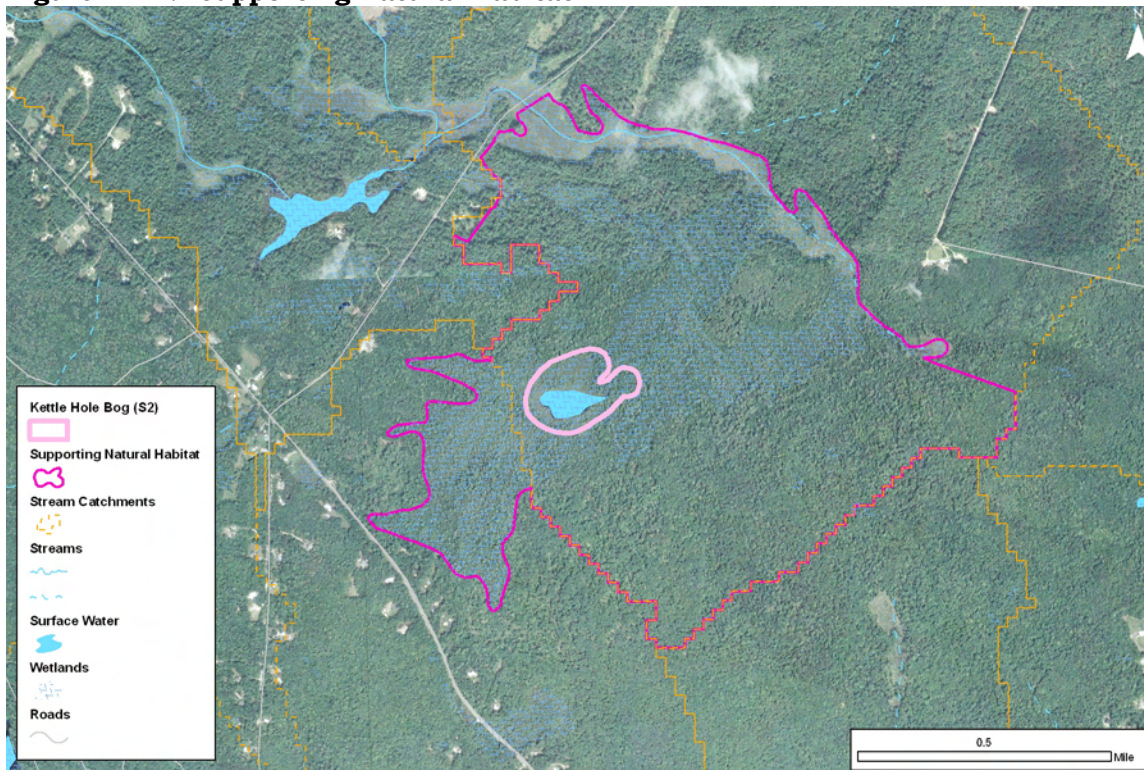 Kettle Hole Bog (S2)
Supporting Natural Habitat
Stream Catchments
Streams
Surface Water
Wetlands
Roads
0.5
Mile